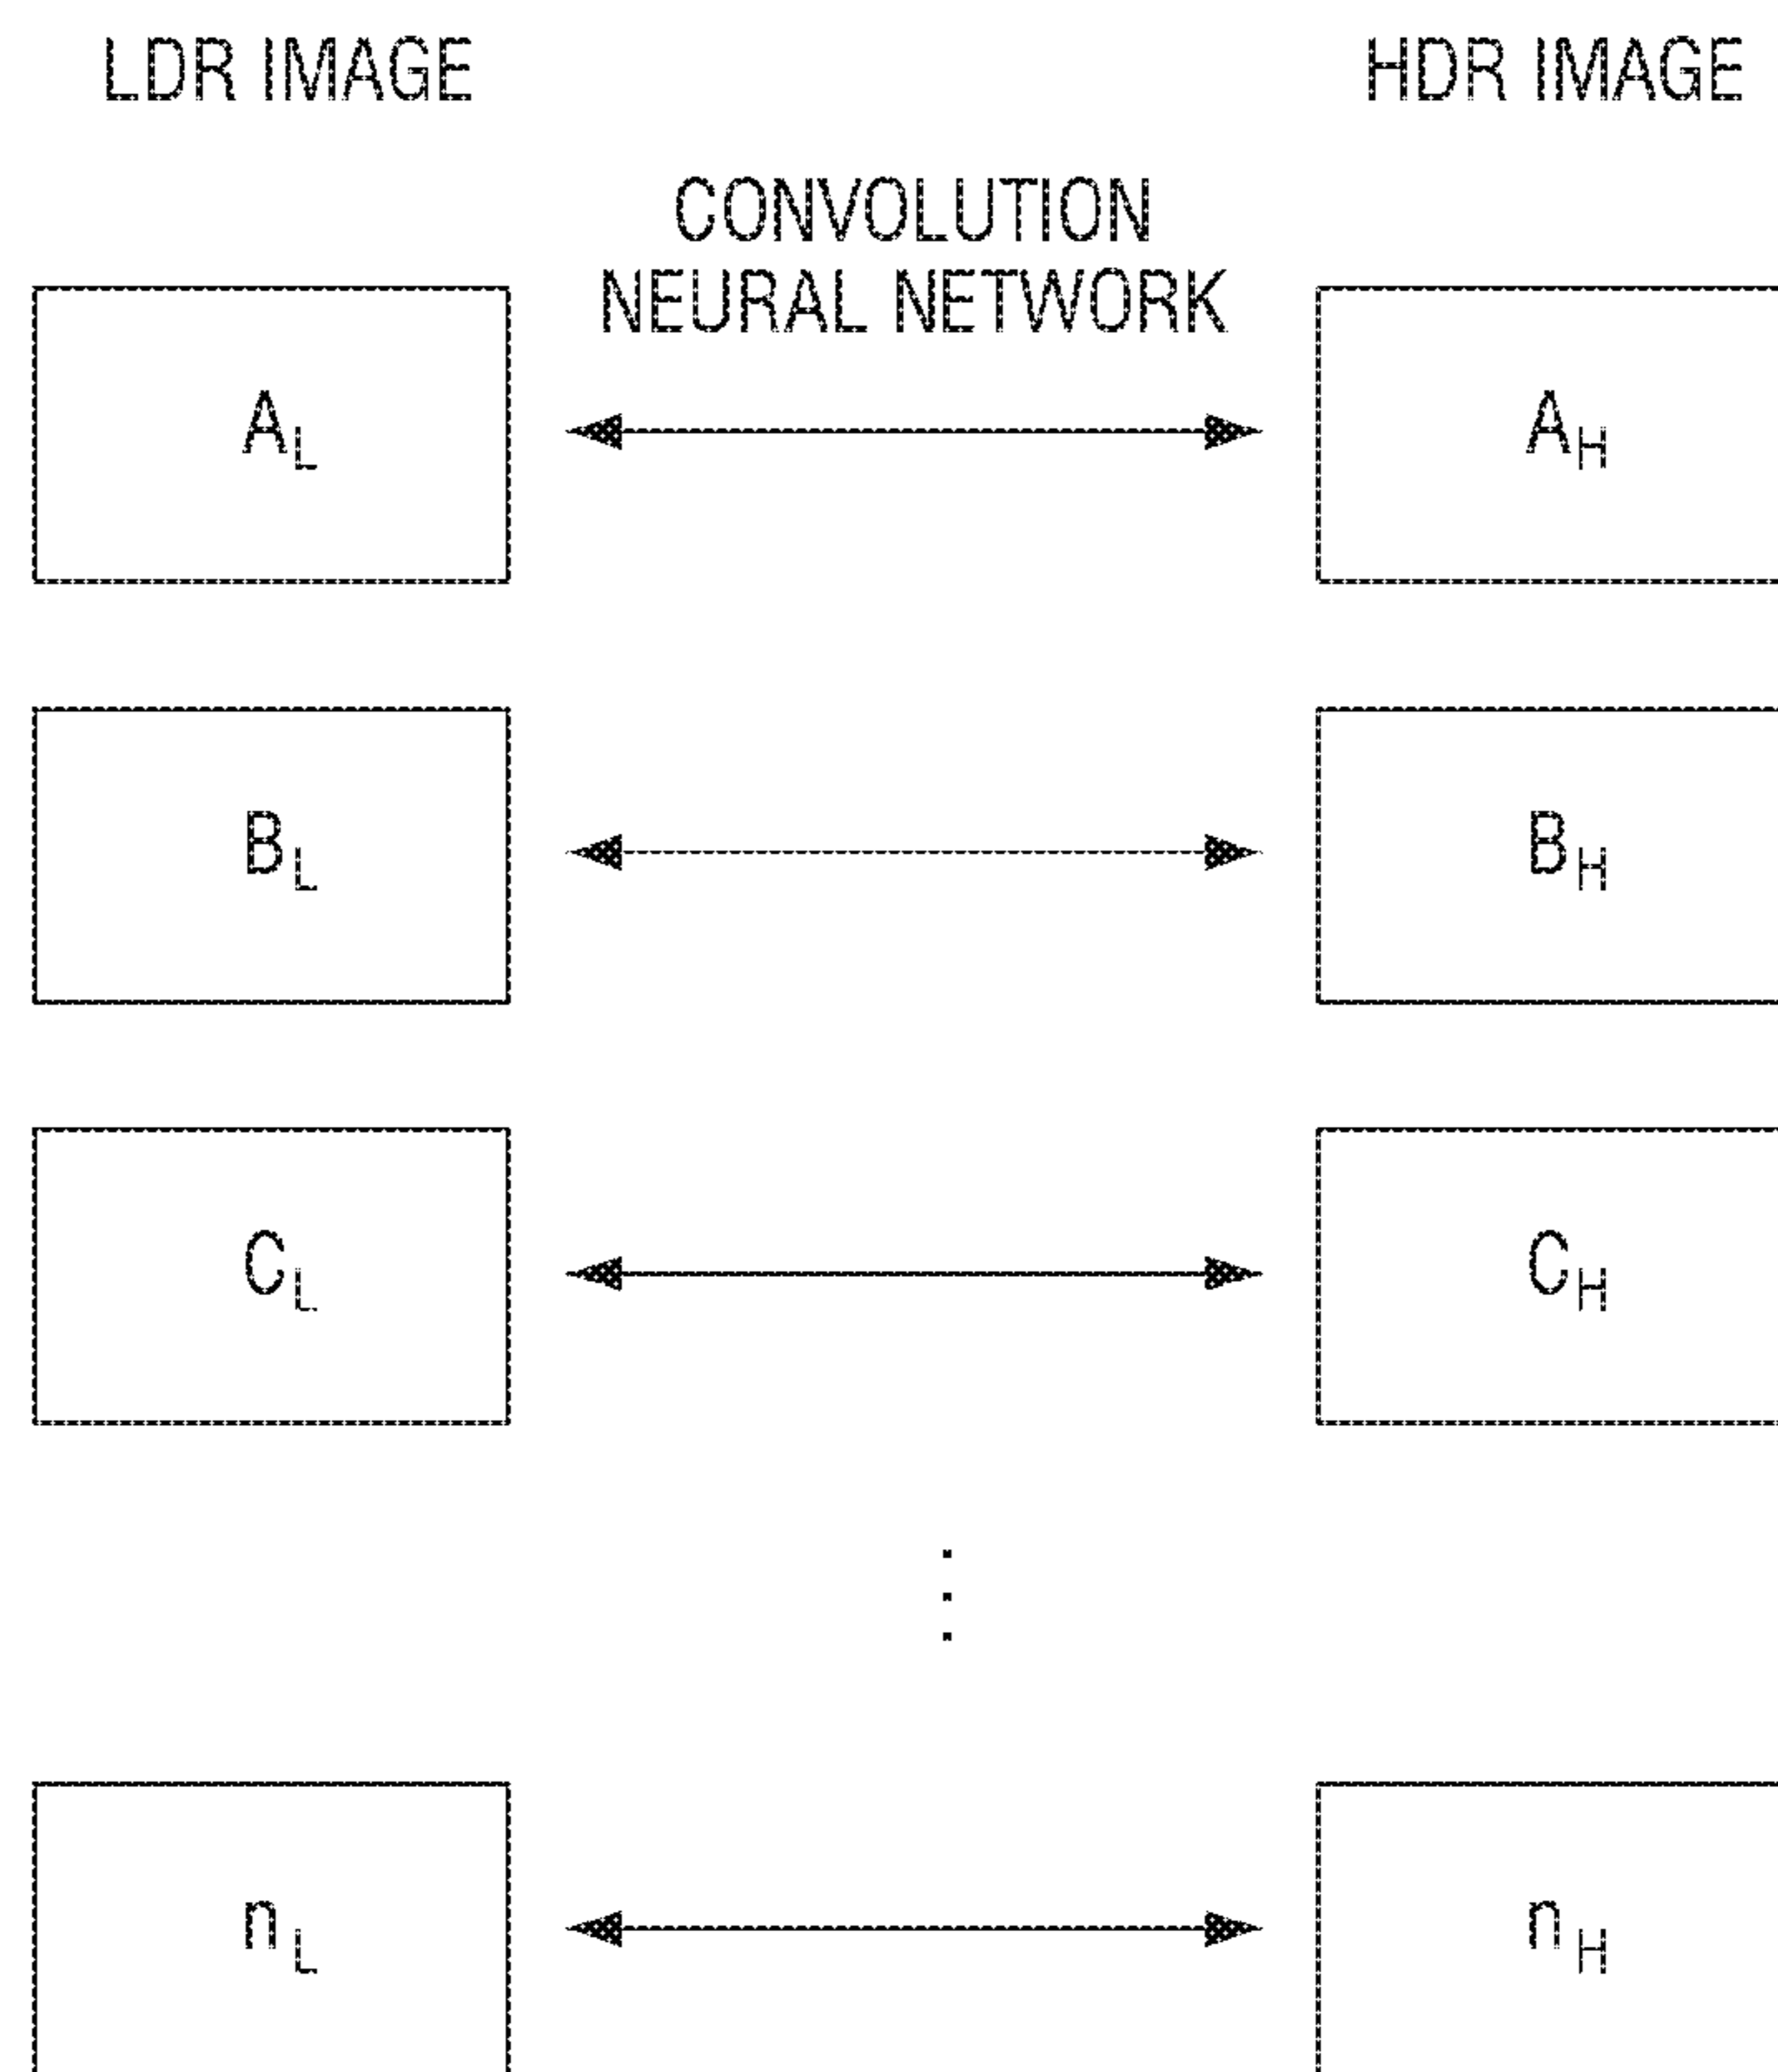 LDR IMAGE
HDR IMAGE
CONVOLUTION
NEURAL NETWORK
A_L
A_H
B_L
B_H
C_L
C_H
n_L
n_H